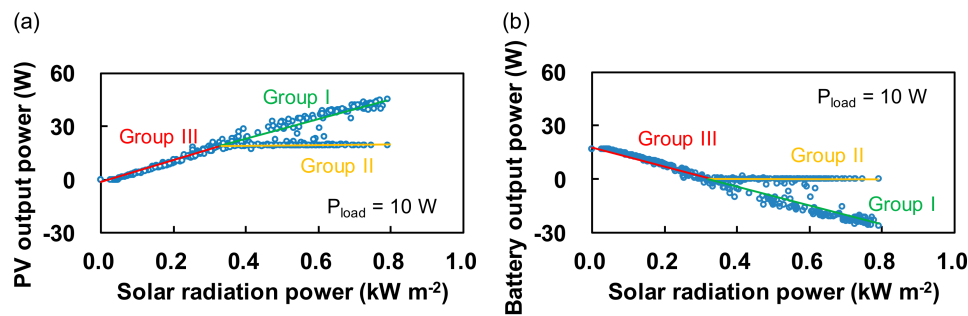 (a)
PV output power (W)
60
30
0
-30
Group I
Group III
Group II
P_load = 10 W
0.0 0.2 0.4 0.6 0.8 1.0
Solar radiation power (kW m⁻²)
(b)
Battery output power (W)
60
30
0
-30
P_load = 10 W
Group III
Group II
Group I
0.0 0.2 0.4 0.6 0.8 1.0
Solar radiation power (kW m⁻²)